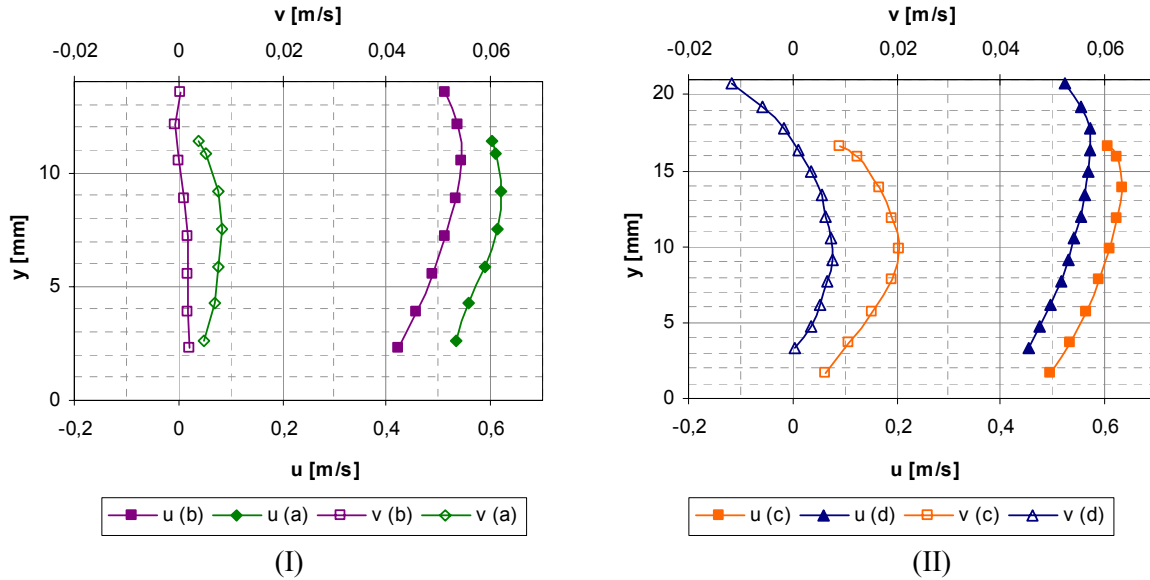 v [m/s]
-0,02 0 0,02 0,04 0,06
y [mm]
10
5
0
-0,2 0 0,2 0,4 0,6
u [m/s]
u (b) u (a) v (b) v (a)
(I)
v [m/s]
-0,02 0 0,02 0,04 0,06
y [mm]
20
15
10
5
0
-0,2 0 0,2 0,4 0,6
u [m/s]
u (c) u (d) v (c) v (d)
(II)